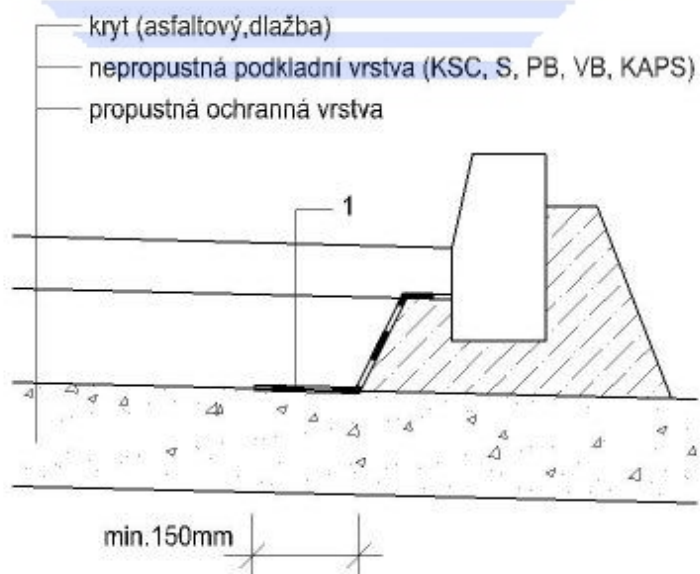 kryt (asfaltový,dlažba)
nepropustná podkladní vrstva (KSC, S, PB, VB, KAPS)
propustná ochranná vrstva
1
min.150mm